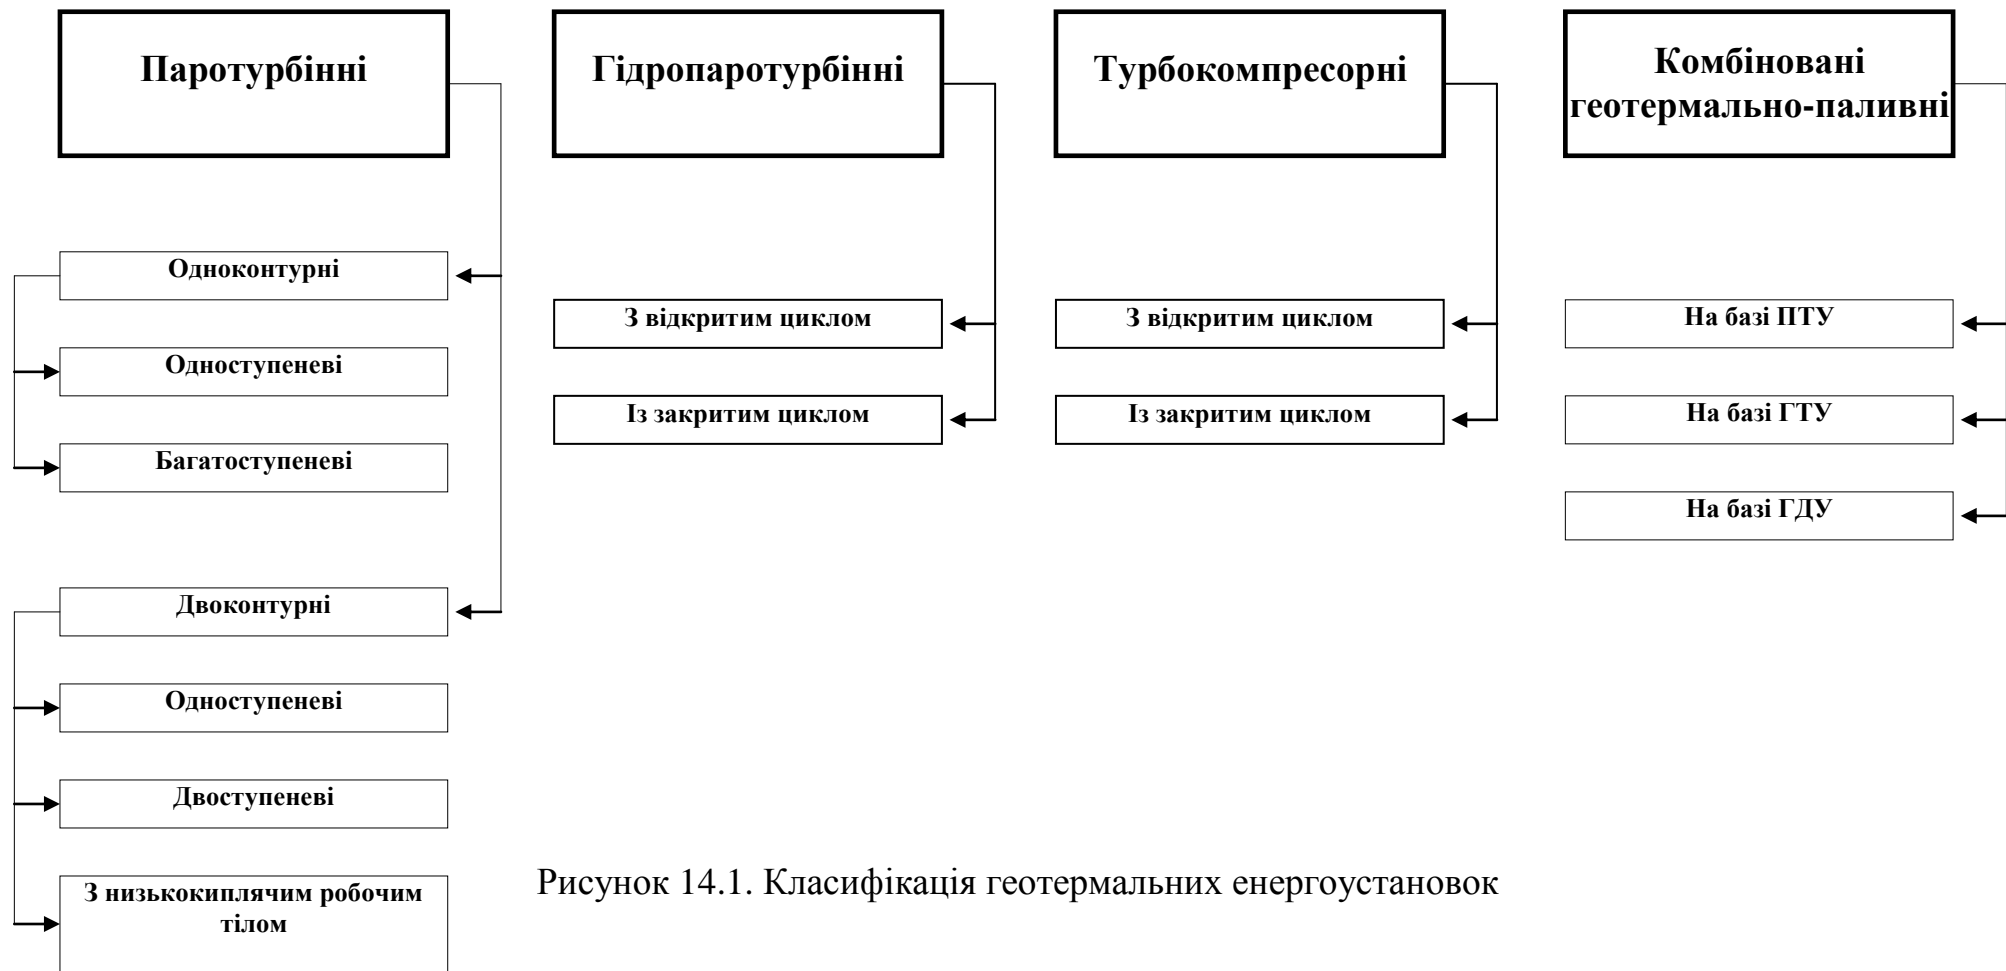 Паротурбінні
Гідропаротурбінні
Турбокомпресорні
Комбіновані
геотермально-паливні
Одноконтурні
Одноступеневі
Багатоступеневі
Двоконтурні
Одноступеневі
Двоступеневі
З низькокиплячим робочим
тілом
З відкритим циклом
Із закритим циклом
З відкритим циклом
Із закритим циклом
На базі ПТУ
На базі ГТУ
На базі ГДУ
Рисунок 14.1. Класифікація геотермальних енергоустановок